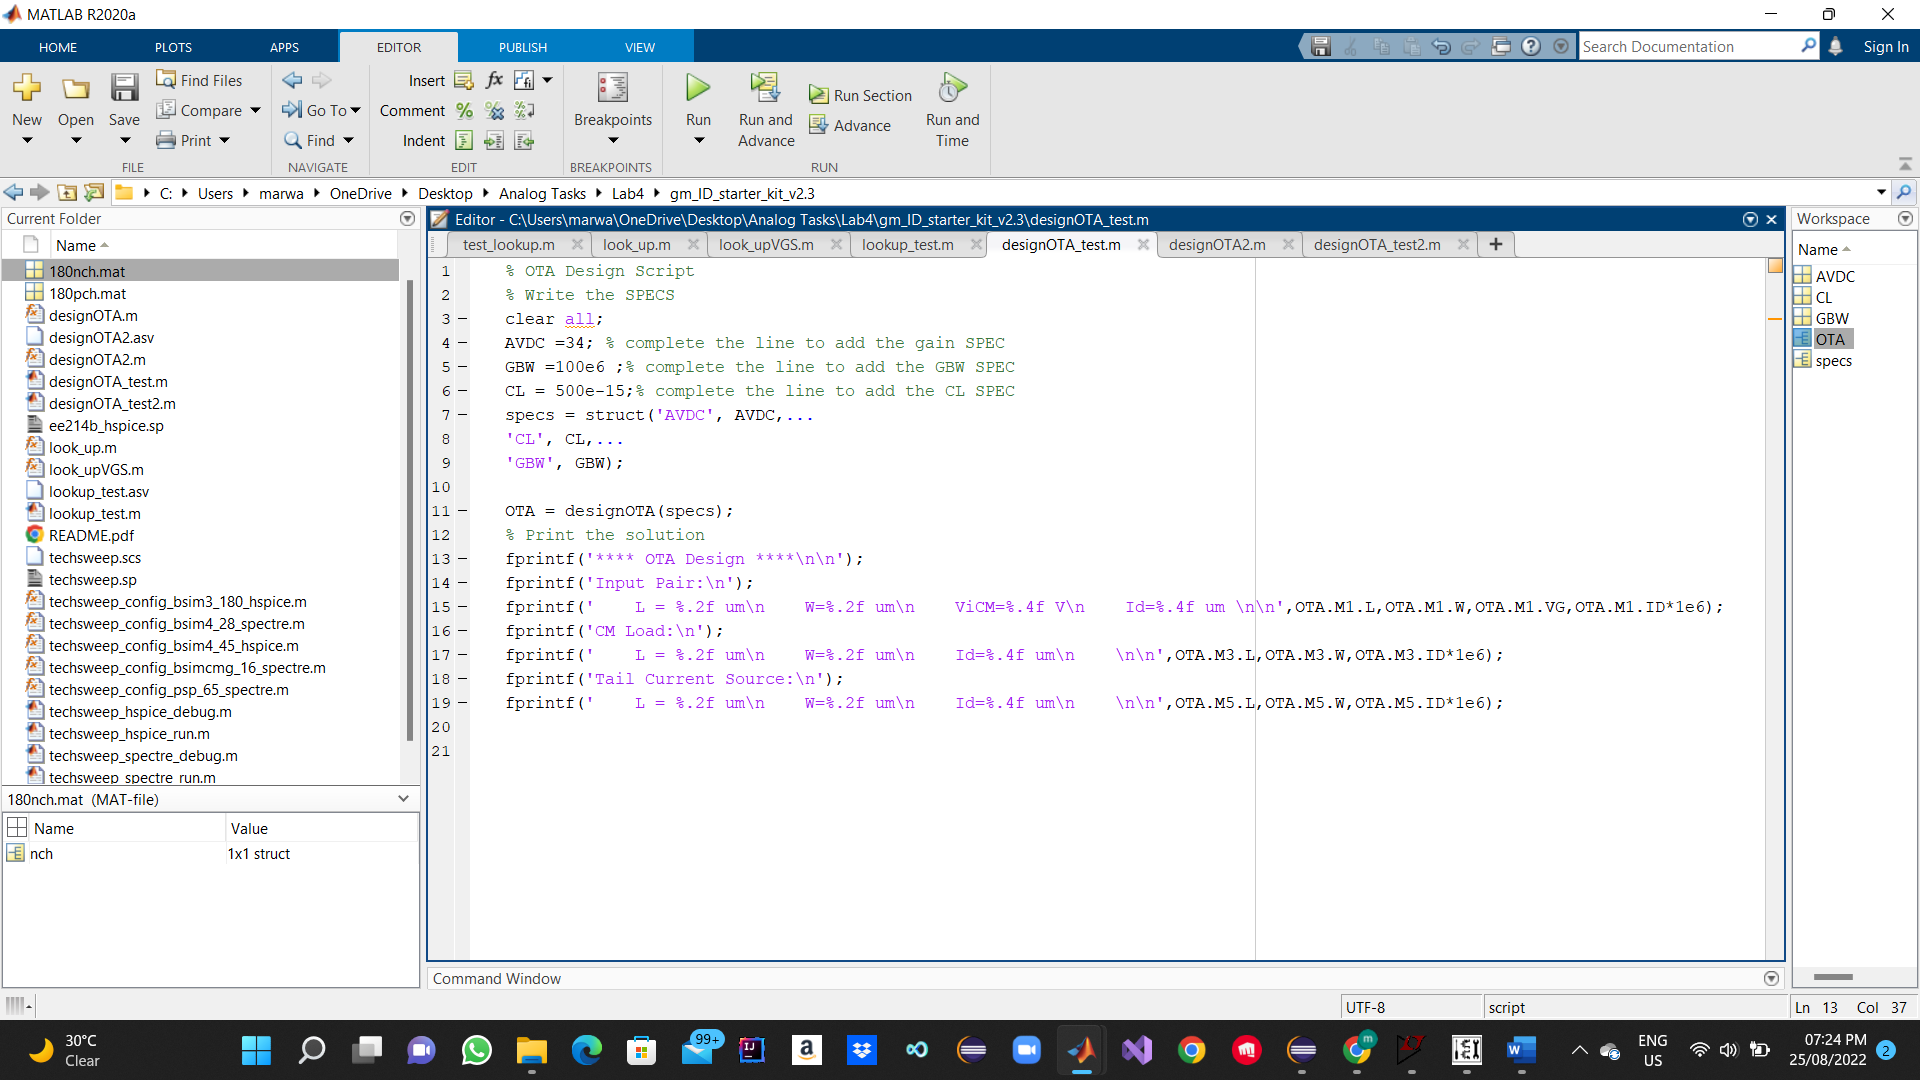 MATLAB R2020a
HOME PLOTS APPS EDITOR PUBLISH VIEW
Search Documentation
Sign In
New
Open
Save
Find Files
Compare
Print
FILE
Go To
Find
NAVIGATE
Insert
Comment
Indent
EDIT
Breakpoints
BREAKPOINTS
Run
Run and Advance
Run Section
Advance
Run and Time
RUN
C: Users marwa OneDrive Desktop Analog Tasks Lab4 gm_ID_starter_kit_v2.3
Current Folder
Name
180nch.mat
180pch.mat
designOTA.m
designOTA2.asv
designOTA2.m
designOTA_test.m
designOTA_test2.m
ee214b_hspice.sp
look_up.m
look_upVGS.m
lookup_test.asv
lookup_test.m
README.pdf
techsweep.scs
techsweep.sp
techsweep_config_bsim3_180_hspice.m
techsweep_config_bsim4_28_spectre.m
techsweep_config_bsim4_45_hspice.m
techsweep_config_bsimcmg_16_spectre.m
techsweep_config_psp_65_spectre.m
techsweep_hspice_debug.m
techsweep_hspice_run.m
techsweep_spectre_debug.m
techsweep_spectre_run.m
180nch.mat (MAT-file)
Name Value
nch 1x1 struct
Editor - C:\Users\marwa\OneDrive\Desktop\Analog Tasks\Lab4\gm_ID_starter_kit_v2.3\designOTA_test.m
test_lookup.m look_up.m look_upVGS.m lookup_test.m designOTA_test.m designOTA2.m designOTA_test2.m
1 % OTA Design Script
2 % Write the SPECS
3 clear all;
4 AVDC =34; % complete the line to add the gain SPEC
5 GBW =100e6 ;% complete the line to add the GBW SPEC
6 CL = 500e-15;% complete the line to add the CL SPEC
7 specs = struct('AVDC', AVDC,...
8 'CL', CL,...
9 'GBW', GBW);
10
11 OTA = designOTA(specs);
12 % Print the solution
13 fprintf('**** OTA Design ****\n\n');
14 fprintf('Input Pair:\n');
15 fprintf('    L = %.2f um\n    W=%.2f um\n    ViCM=%.4f V\n    Id=%.4f um \n\n',OTA.M1.L,OTA.M1.W,OTA.M1.VG,OTA.M1.ID*1e6);
16 fprintf('CM Load:\n');
17 fprintf('    L = %.2f um\n    W=%.2f um\n    Id=%.4f um\n    \n\n',OTA.M3.L,OTA.M3.W,OTA.M3.ID*1e6);
18 fprintf('Tail Current Source:\n');
19 fprintf('    L = %.2f um\n    W=%.2f um\n    Id=%.4f um\n    \n\n',OTA.M5.L,OTA.M5.W,OTA.M5.ID*1e6);
20
21
Command Window
Workspace
Name
AVDC
CL
GBW
OTA
specs
UTF-8
script
Ln 13 Col 37
30°C
Clear
99+
ENG
US
07:24 PM
25/08/2022
2